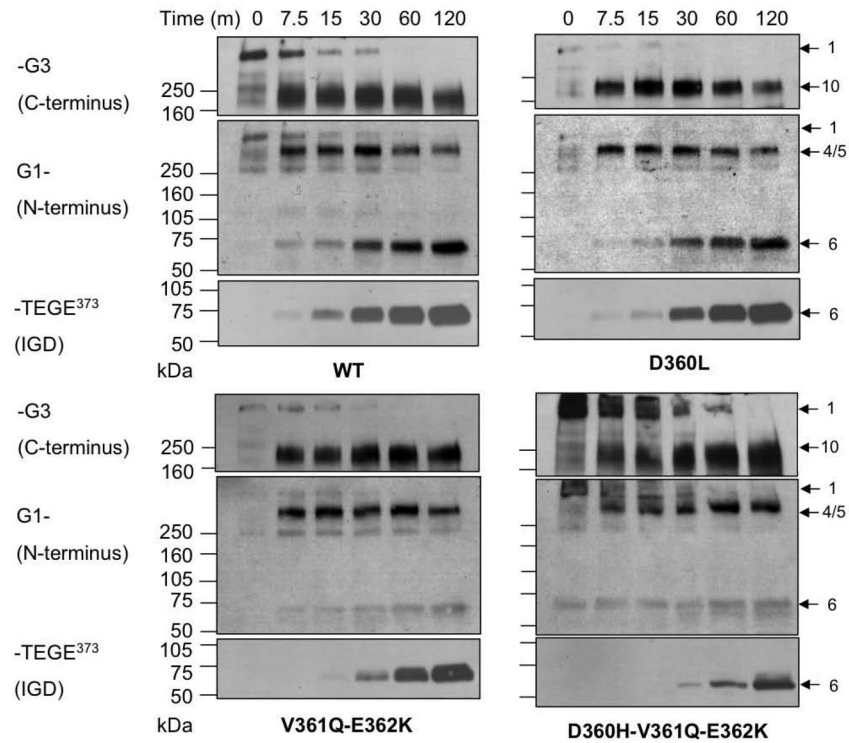 Time (m) 0 7.5 15 30 60 120 0 7.5 15 30 60 120
-G3
(C-terminus)
250
160
1
10
G1-
(N-terminus)
250
160
105
75
50
1
4/5
6
-TEGE³⁷³
(IGD)
105
75
50
6
kDa
WT
D360L
-G3
(C-terminus)
250
160
1
10
G1-
(N-terminus)
250
160
105
75
50
1
4/5
6
-TEGE³⁷³
(IGD)
105
75
50
6
kDa
V361Q-E362K
D360H-V361Q-E362K